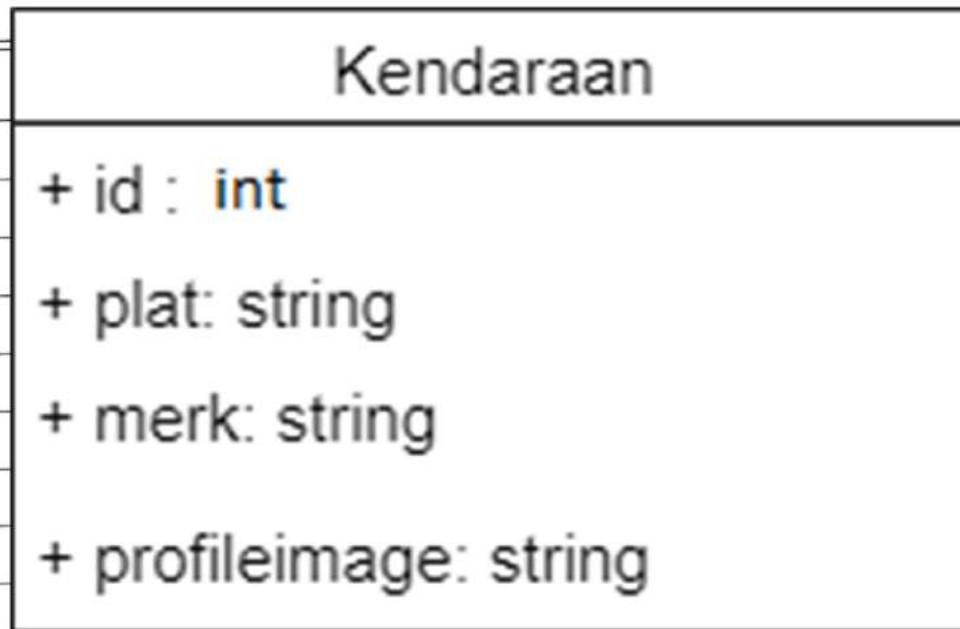 Kendaraan
+ id : int
+ plat: string
+ merk: string
+ profileimage: string